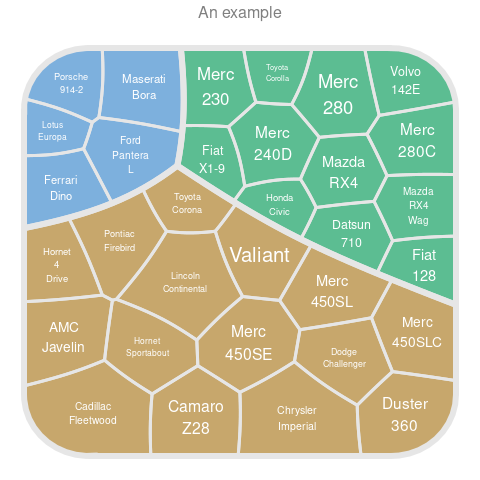 An example
Porsche
914-2
Maserati
Bora
Lotus
Europa
Ford
Pantera
L
Ferrari
Dino
Merc
230
Toyota
Corolla
Merc
280
Volvo
142E
Fiat
X1-9
Merc
240D
Mazda
RX4
Merc
280C
Honda
Civic
Datsun
710
Mazda
RX4
Wag
Fiat
128
Toyota
Corona
Pontiac
Firebird
Hornet
4
Drive
Lincoln
Continental
Valiant
Merc
450SL
AMC
Javelin
Hornet
Sportabout
Merc
450SE
Dodge
Challenger
Merc
450SLC
Cadillac
Fleetwood
Camaro
Z28
Chrysler
Imperial
Duster
360